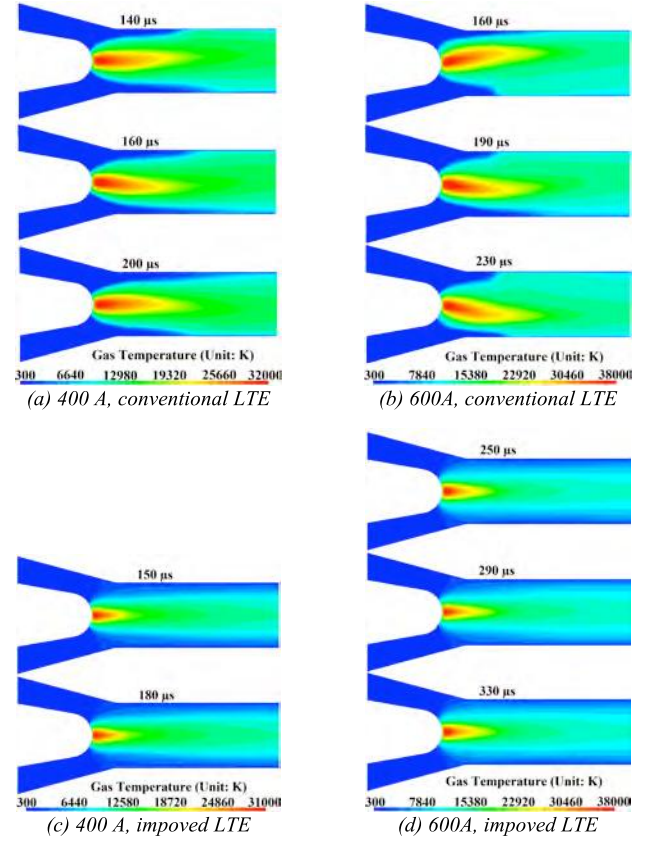 140 μs
160 μs
200 μs
Gas Temperature (Unit: K)
300 6640 12980 19320 25660 32000
(a) 400 A, conventional LTE
160 μs
190 μs
230 μs
Gas Temperature (Unit: K)
300 7840 15380 22920 30460 38000
(b) 600A, conventional LTE
150 μs
180 μs
Gas Temperature (Unit: K)
300 6440 12580 18720 24860 31000
(c) 400 A, impoved LTE
250 μs
290 μs
330 μs
Gas Temperature (Unit: K)
300 7840 15380 22920 30460 38000
(d) 600A, impoved LTE